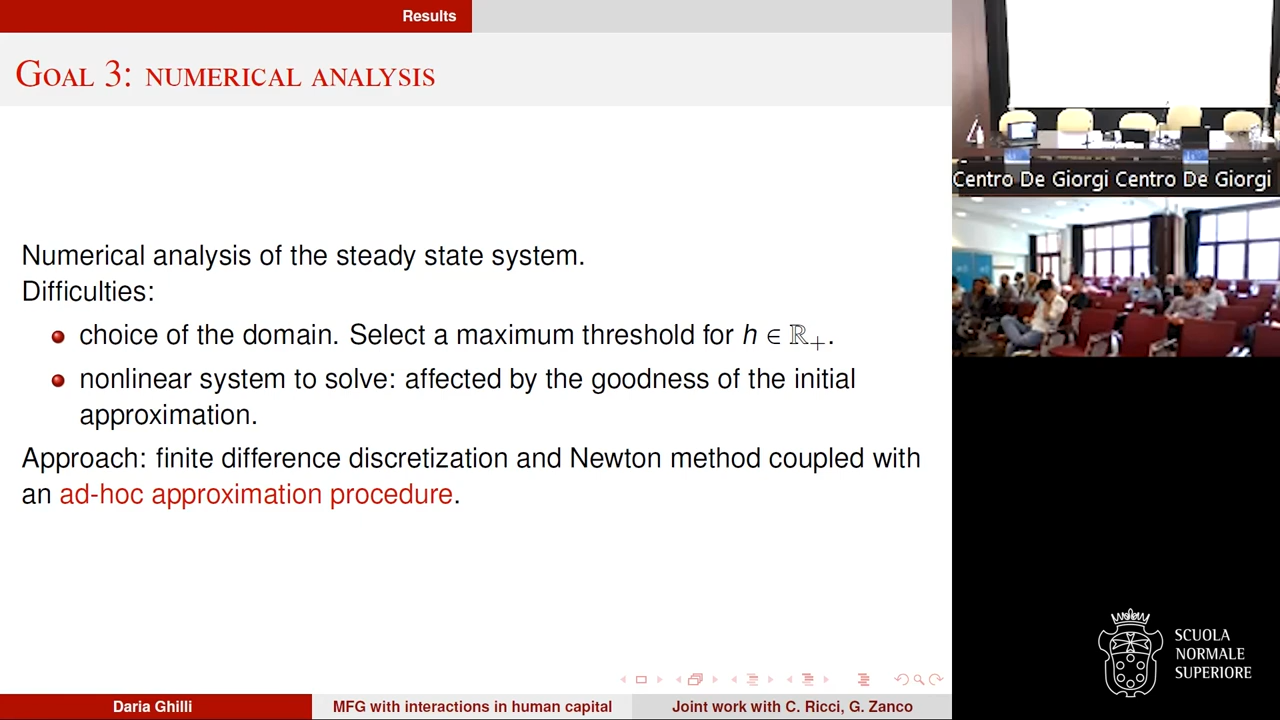 Results
GOAL 3: NUMERICAL ANALYSIS
Numerical analysis of the steady state system.
Difficulties:
choice of the domain. Select a maximum threshold for h ∈ ℝ₊.
nonlinear system to solve: affected by the goodness of the initial
approximation.
Approach: finite difference discretization and Newton method coupled with
an ad-hoc approximation procedure.
Daria Ghilli
MFG with interactions in human capital
Joint work with C. Ricci, G. Zanco
Centro De Giorgi Centro De Giorgi
SCUOLA
NORMALE
SUPERIORE